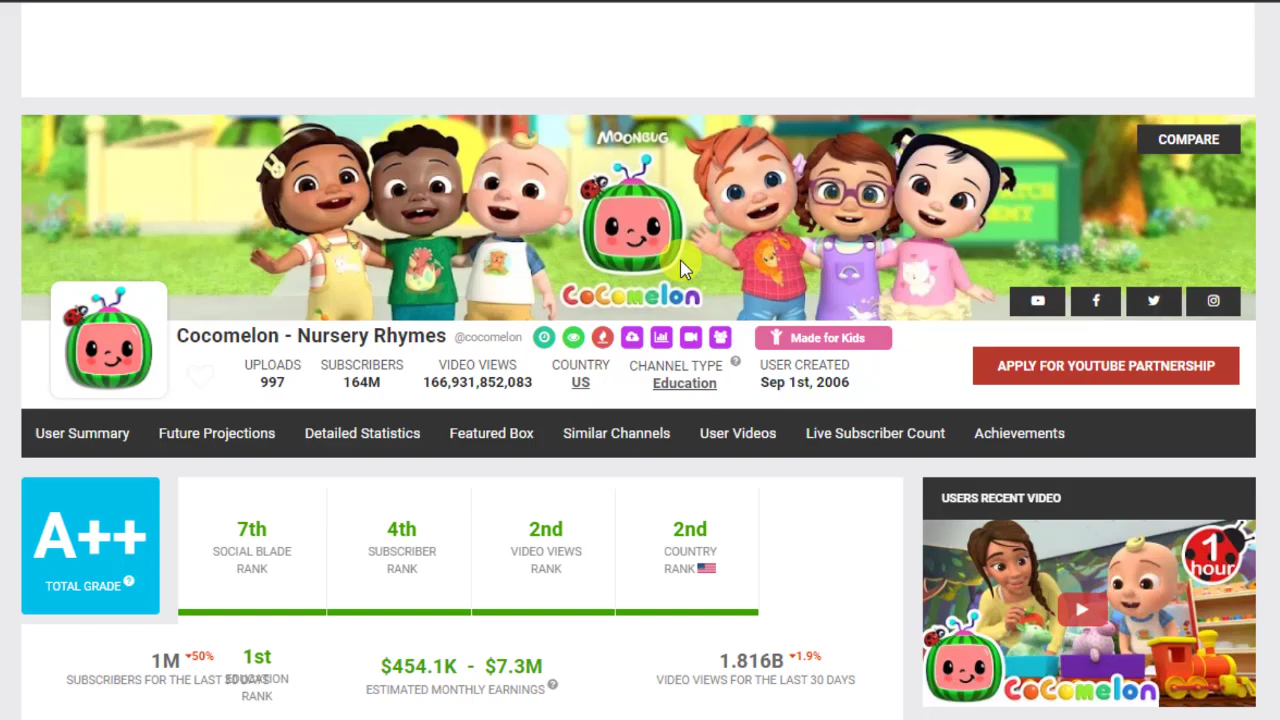 MOONBUG
COMPARE
CoComelon
Cocomelon - Nursery Rhymes @cocomelon Made for Kids
UPLOADS SUBSCRIBERS VIDEO VIEWS COUNTRY CHANNEL TYPE ? USER CREATED
997 164M 166,931,852,083 US Education Sep 1st, 2006
APPLY FOR YOUTUBE PARTNERSHIP
User Summary Future Projections Detailed Statistics Featured Box Similar Channels User Videos Live Subscriber Count Achievements
A++
TOTAL GRADE ?
7th
SOCIAL BLADE
RANK
4th
SUBSCRIBER
RANK
2nd
VIDEO VIEWS
RANK
2nd
COUNTRY
RANK
USERS RECENT VIDEO
1
hour
CoComelon
1M 50%
SUBSCRIBERS FOR THE LAST 30 DAYS
1st
EDUCATION
RANK
$454.1K - $7.3M
ESTIMATED MONTHLY EARNINGS ?
1.816B 1.9%
VIDEO VIEWS FOR THE LAST 30 DAYS